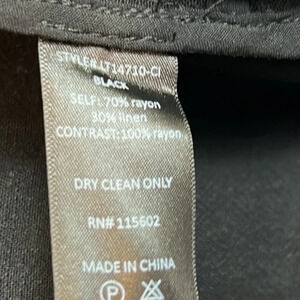 STYLE# LT14710-CI
BLACK
SELF: 70% rayon
30% linen
CONTRAST: 100% rayon
DRY CLEAN ONLY
RN# 115602
MADE IN CHINA
P